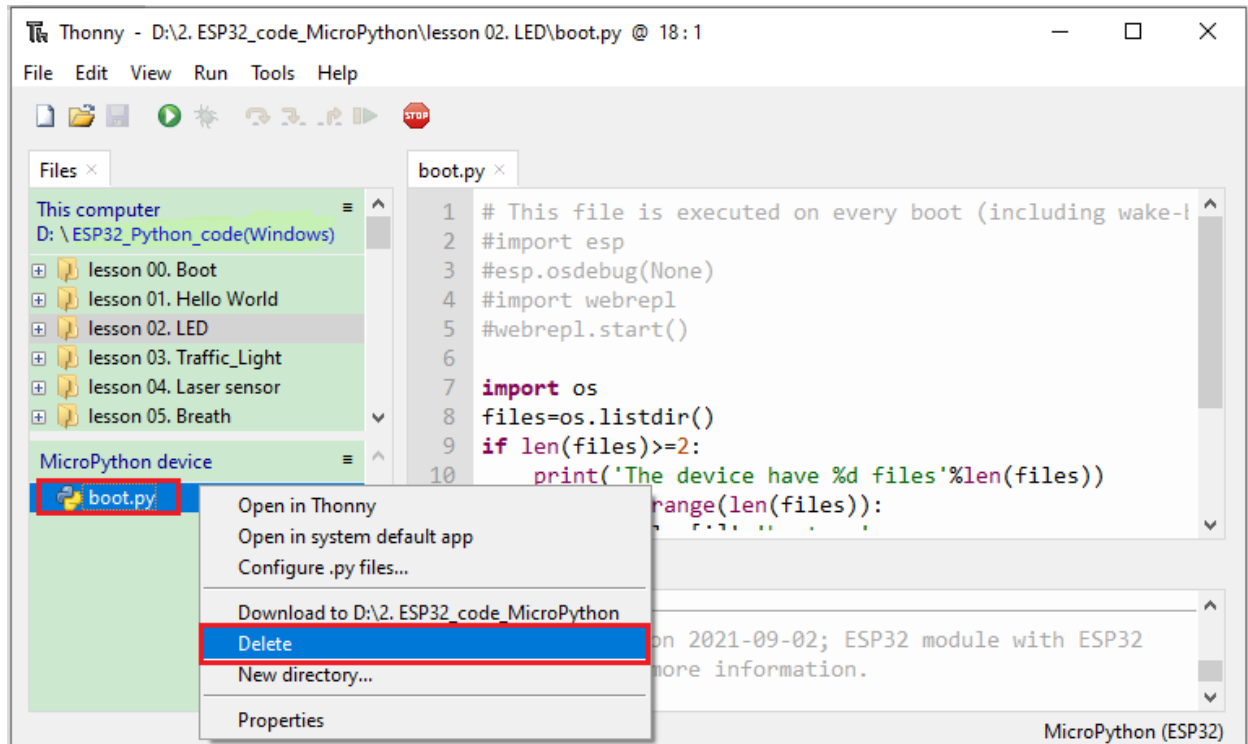 Thonny - D:\2. ESP32_code_MicroPython\lesson 02. LED\boot.py @ 18:1
File Edit View Run Tools Help
STOP
Files
boot.py
This computer
D: \ ESP32_Python_code(Windows)
lesson 00. Boot
lesson 01. Hello World
lesson 02. LED
lesson 03. Traffic_Light
lesson 04. Laser sensor
lesson 05. Breath
MicroPython device
boot.py
1 # This file is executed on every boot (including wake-
2 #import esp
3 #esp.osdebug(None)
4 #import webrepl
5 #webrepl.start()
6
7 import os
8 files=os.listdir()
9 if len(files)>=2:
10 print('The device have %d files'%len(files))
range(len(files)):
Open in Thonny
Open in system default app
Configure .py files...
Download to D:\2. ESP32_code_MicroPython
Delete
New directory...
Properties
on 2021-09-02; ESP32 module with ESP32
more information.
MicroPython (ESP32)